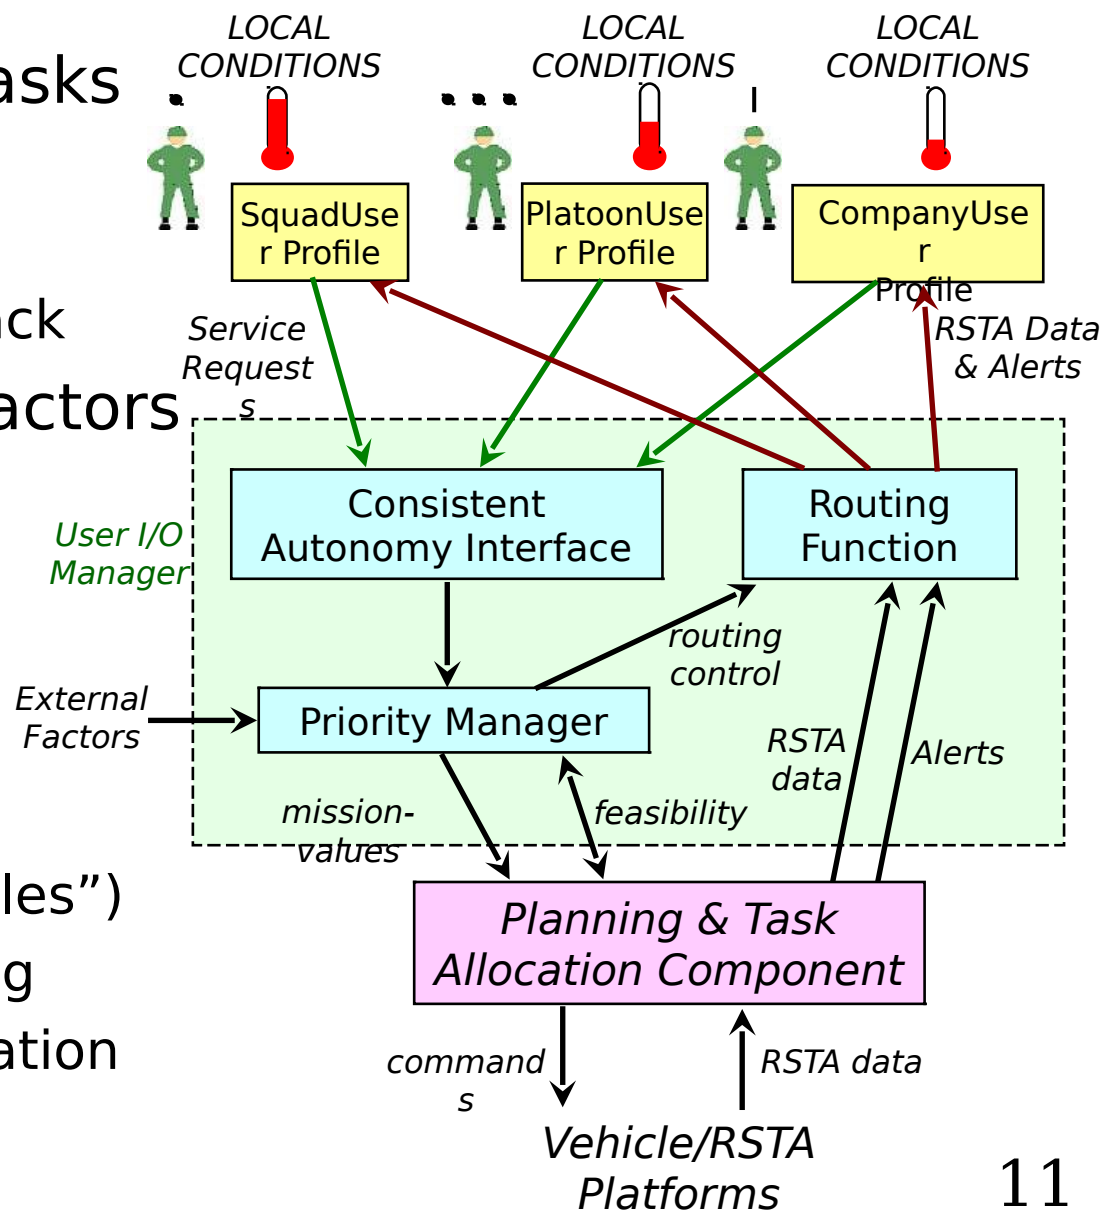 LOCAL
CONDITIONS
LOCAL
CONDITIONS
LOCAL
CONDITIONS
asks
SquadUse
r Profile
PlatoonUse
r Profile
CompanyUse
r
Profile
ack
actors
Service
Request
s
RSTA Data
& Alerts
Consistent
Autonomy Interface
Routing
Function
User I/O
Manager
routing
control
External
Factors
Priority Manager
RSTA
data
Alerts
mission-
values
feasibility
les”)
g
ation
Planning & Task
Allocation Component
command
s
RSTA data
Vehicle/RSTA
Platforms
11